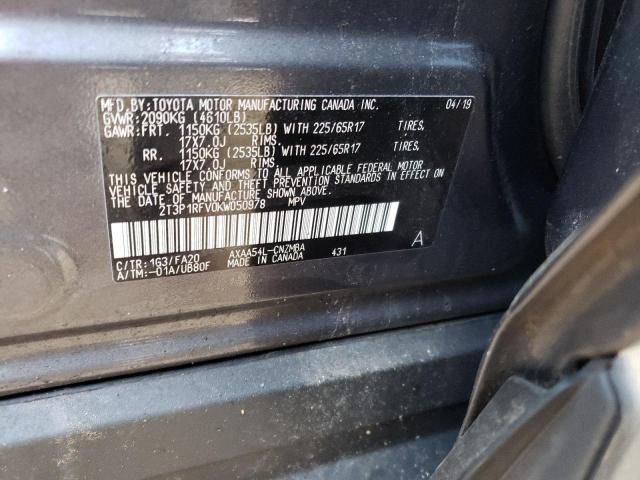 MFD.BY:TOYOTA MOTOR MANUFACTURING CANADA INC. 04/19
GVWR:2090KG (4610LB)
GAWR:FRT. 1150KG (2535LB) WITH 225/65R17 TIRES,
17X7.0J RIMS.
RR. 1150KG (2535LB) WITH 225/65R17 TIRES,
17X7.0J RIMS.
THIS VEHICLE CONFORMS TO ALL APPLICABLE FEDERAL MOTOR
VEHICLE SAFETY AND THEFT PREVENTION STANDARDS IN EFFECT
ON THE DATE OF MANUFACTURE SHOWN ABOVE.
2T3P1RFV0KW050978 MPV
A
C/TR:1G3/FA20 AXAA54L-CNZMBA 431
A/TM:-01A/UB80F MADE IN CANADA